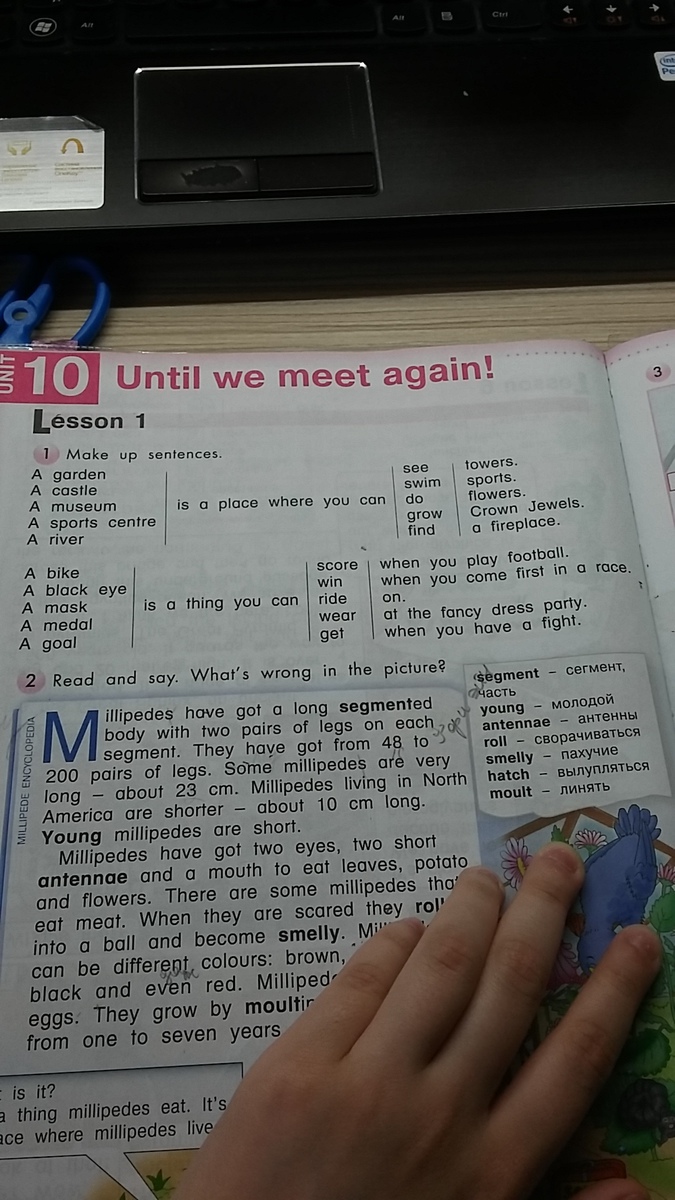 Alt
Alt
Ctrl
UNIT
10 Until we meet again!
Lesson 1
1 Make up sentences.
A garden
A castle
A museum
A sports centre
A river
is a place where you can
see
swim
do
grow
find
towers.
sports.
flowers.
Crown Jewels.
a fireplace.
A bike
A black eye
A mask
A medal
A goal
is a thing you can
score
win
ride
wear
get
when you play football.
when you come first in a race.
on.
at the fancy dress party.
when you have a fight.
2 Read and say. What's wrong in the picture?
MILLIPEDE ENCYCLOPEDIA
Millipedes have got a long segmented
body with two pairs of legs on each
segment. They have got from 48 to
200 pairs of legs. Some millipedes are very
long – about 23 cm. Millipedes living in North
America are shorter – about 10 cm long.
Young millipedes are short.
Millipedes have got two eyes, two short
antennae and a mouth to eat leaves, potato
and flowers. There are some millipedes tha
eat meat. When they are scared they roll
into a ball and become smelly. Mil
can be different colours: brown,
black and even red. Milliped
eggs. They grow by moultin
from one to seven years
segment – сегмент,
часть
young – молодой
antennae – антенны
roll – сворачиваться
smelly – пахучие
hatch – вылупляться
moult – линять
is it?
a thing millipedes eat. It's
ace where millipedes live
3